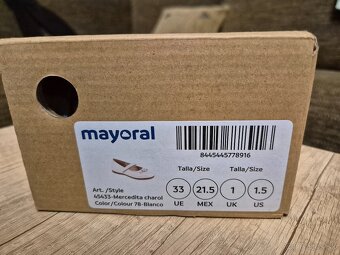 mayoral
8445445778916
Talla/Size Talla/Size
33 21.5 1 1.5
UE MEX UK US
Art. /Style
45433-Mercedita charol
Color/Colour 78-Blanco